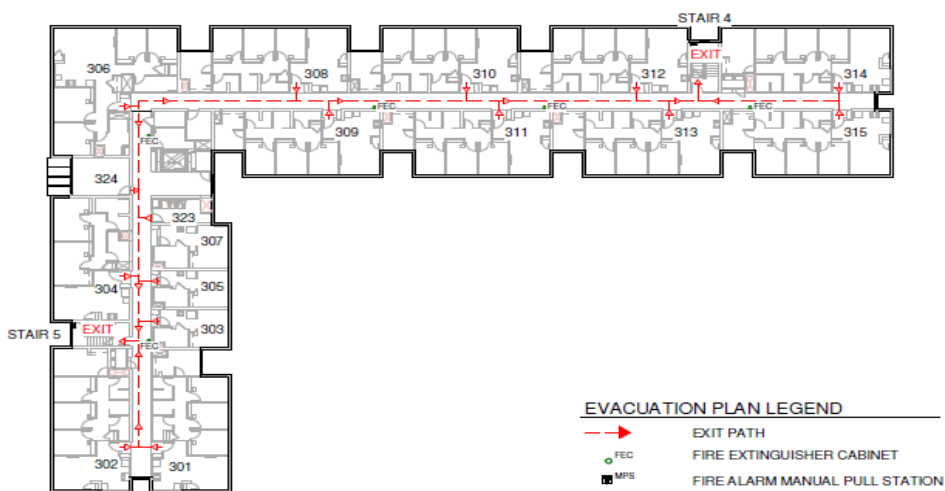 STAIR 4
EXIT
306
308
310
312
314
FEC
FEC
FEC
309
311
313
315
FEC
324
323
307
304
305
303
STAIR 5
EXIT
FEC
302
301
EVACUATION PLAN LEGEND
EXIT PATH
FEC
FIRE EXTINGUISHER CABINET
MPS
FIRE ALARM MANUAL PULL STATION